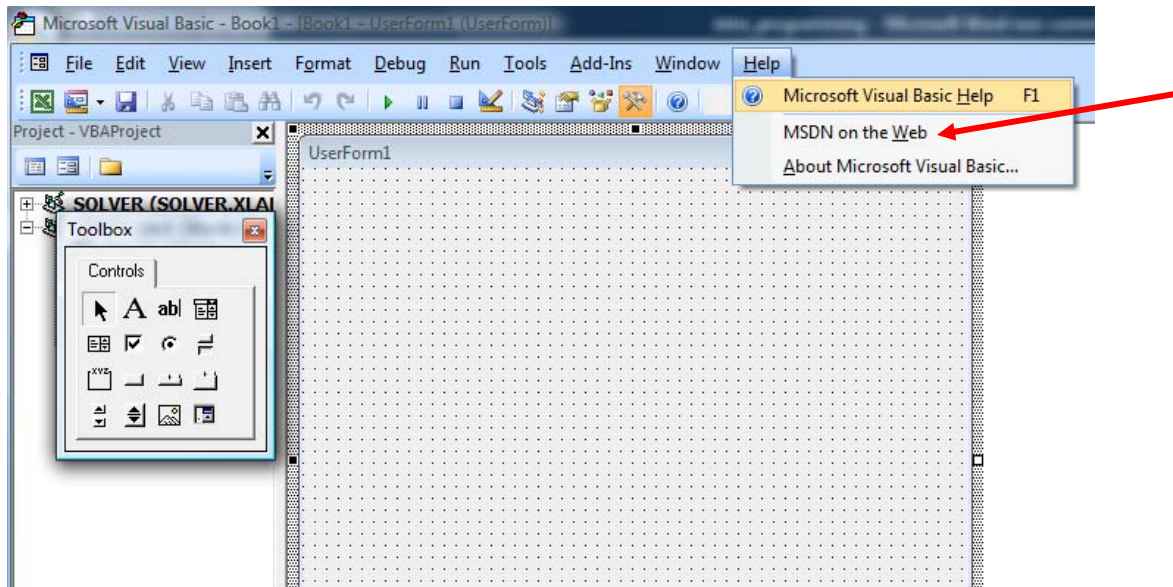 Microsoft Visual Basic - Book1 - [Book1 - UserForm1 (UserForm)]
File Edit View Insert Format Debug Run Tools Add-Ins Window Help
Microsoft Visual Basic Help F1
Project - VBAProject
MSDN on the Web
UserForm1
About Microsoft Visual Basic...
SOLVER (SOLVER.XLA
Toolbox
Controls
A ab
XYZ